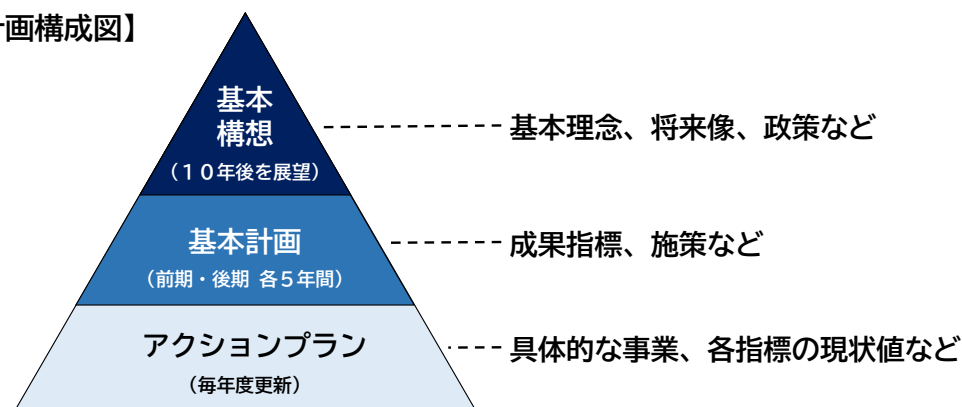 画構成図】
基本
構想
（１０年後を展望）
基本理念、将来像、政策など
基本計画
（前期・後期 各５年間）
成果指標、施策など
アクションプラン
（毎年度更新）
具体的な事業、各指標の現状値など